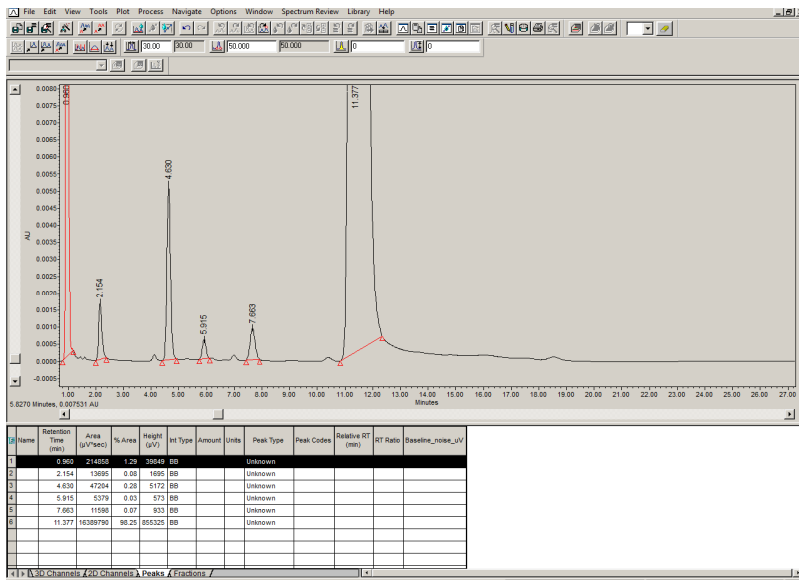 File Edit View Tools Plot Process Navigate Options Window Spectrum Review Library Help
30.00 30.00 50.000 50.000 0 0
0.0080
0.0075
0.0070
0.0065
0.0060
0.0055
0.0050
0.0045
0.0040
0.0035
0.0030
0.0025
0.0020
0.0015
0.0010
0.0005
0.0000
-0.0005
AU
0.960
2.154
4.630
5.915
7.663
11.377
1.00 2.00 3.00 4.00 5.00 6.00 7.00 8.00 9.00 10.00 11.00 12.00 13.00 14.00 15.00 16.00 17.00 18.00 19.00 20.00 21.00 22.00 23.00 24.00 25.00 26.00 27.00
Minutes
5.8270 Minutes, 0.007531 AU
Name Retention Time (min) Area (µV*sec) % Area Height (µV) Int Type Amount Units Peak Type Peak Codes Relative RT (min) RT Ratio Baseline_noise_uV
1 0.960 214858 1.29 39849 BB Unknown
2 2.154 13695 0.08 1695 BB Unknown
3 4.630 47204 0.28 5172 BB Unknown
4 5.915 5379 0.03 573 BB Unknown
5 7.663 11598 0.07 933 BB Unknown
6 11.377 16389790 98.25 855325 BB Unknown
3D Channels 2D Channels Peaks Fractions